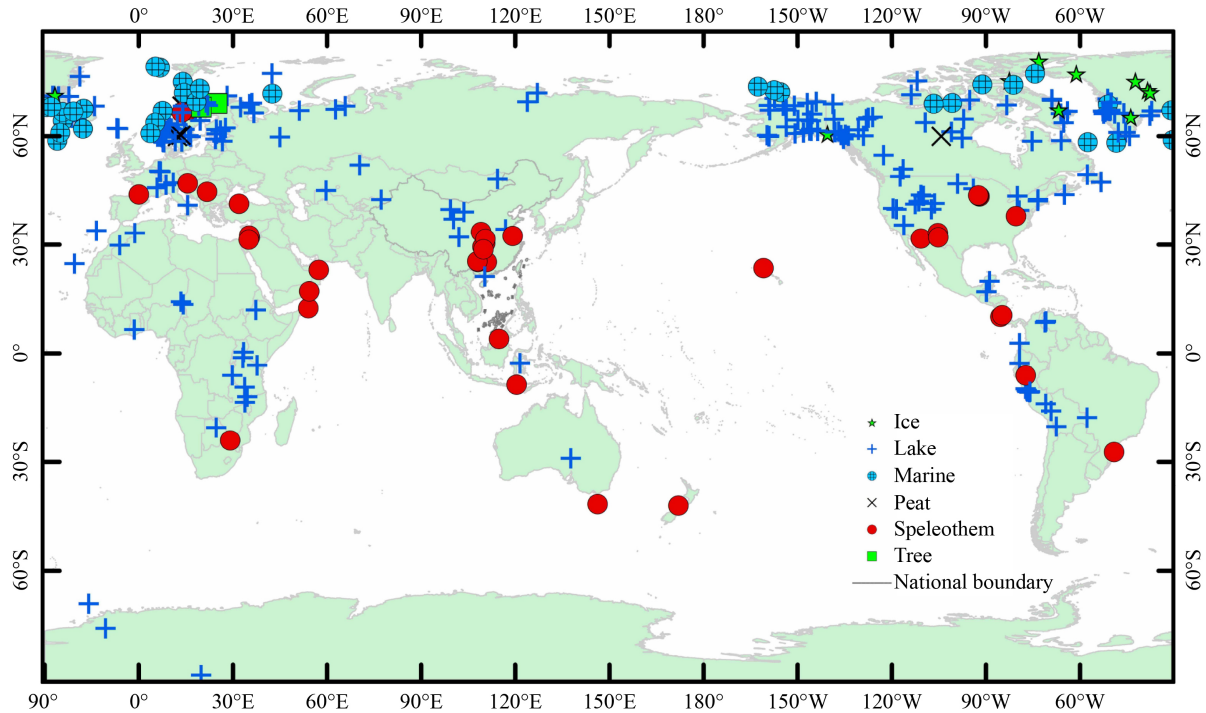 0° 30°E 60°E 90°E 120°E 150°E 180° 150°W 120°W 90°W 60°W
60°N 60°N
30°N 30°N
0° 0°
Ice
Lake
30°S 30°S
Marine
Peat
Speleothem
Tree
60°S 60°S
National boundary
90° 0° 30°E 60°E 90°E 120°E 150°E 180° 150°W 120°W 90°W 60°W